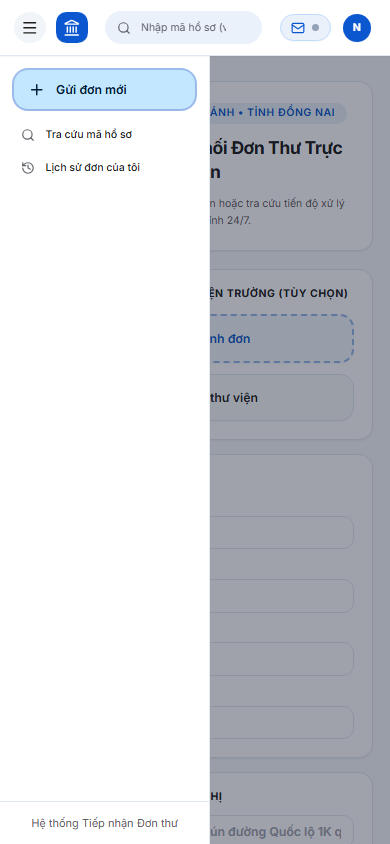 Nhập mã hồ sơ (v
N
Gửi đơn mới
Tra cứu mã hồ sơ
Lịch sử đơn của tôi
ÁNH • TỈNH ĐỒNG NAI
ối Đơn Thư Trực
n
n hoặc tra cứu tiến độ xử lý
ính 24/7.
ỆN TRƯỜNG (TÙY CHỌN)
nh đơn
thư viện
HỊ
ún đường Quốc lộ 1K q
Hệ thống Tiếp nhận Đơn thư